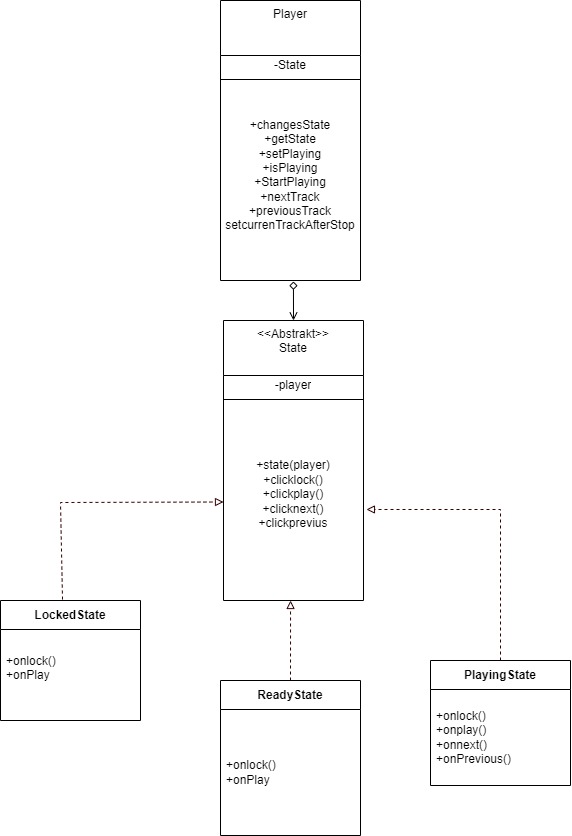 Player
-State
+changesState
+getState
+setPlaying
+isPlaying
+StartPlaying
+nextTrack
+previousTrack
setcurrenTrackAfterStop
<<Abstrakt>>
State
-player
+state(player)
+clicklock()
+clickplay()
+clicknext()
+clickprevius
LockedState
+onlock()
+onPlay
ReadyState
+onlock()
+onPlay
PlayingState
+onlock()
+onplay()
+onnext()
+onPrevious()